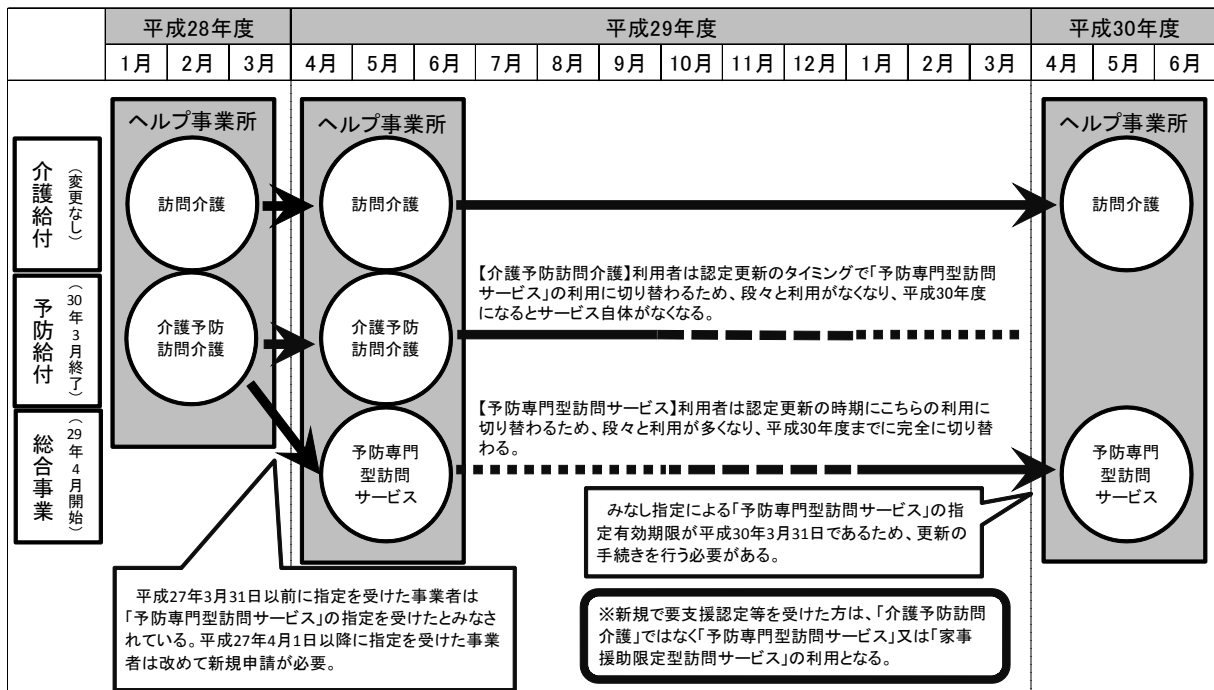 平成28年度 平成29年度 平成30年度
1月 2月 3月 4月 5月 6月 7月 8月 9月 10月 11月 12月 1月 2月 3月 4月 5月 6月
ヘルプ事業所 ヘルプ事業所 ヘルプ事業所
介護給付
（変更なし）
訪問介護 訪問介護 訪問介護
予防給付
（30年3月終了）
介護予防
訪問介護
介護予防
訪問介護
【介護予防訪問介護】利用者は認定更新のタイミングで「予防専門型訪問
サービス」の利用に切り替わるため、段々と利用がなくなり、平成30年度
になるとサービス自体がなくなる。
総合事業
（29年4月開始）
予防専門
型訪問
サービス
【予防専門型訪問サービス】利用者は認定更新の時期にこちらの利用に
切り替わるため、段々と利用が多くなり、平成30年度までに完全に切り替
わる。
予防専門
型訪問
サービス
みなし指定による「予防専門型訪問サービス」の指
定有効期限が平成30年3月31日であるため、更新の
手続きを行う必要がある。
平成27年3月31日以前に指定を受けた事業者は
「予防専門型訪問サービス」の指定を受けたとみなさ
れている。平成27年4月1日以降に指定を受けた事業
者は改めて新規申請が必要。
※新規で要支援認定等を受けた方は、「介護予防訪問
介護」ではなく「予防専門型訪問サービス」又は「家事
援助限定型訪問サービス」の利用となる。